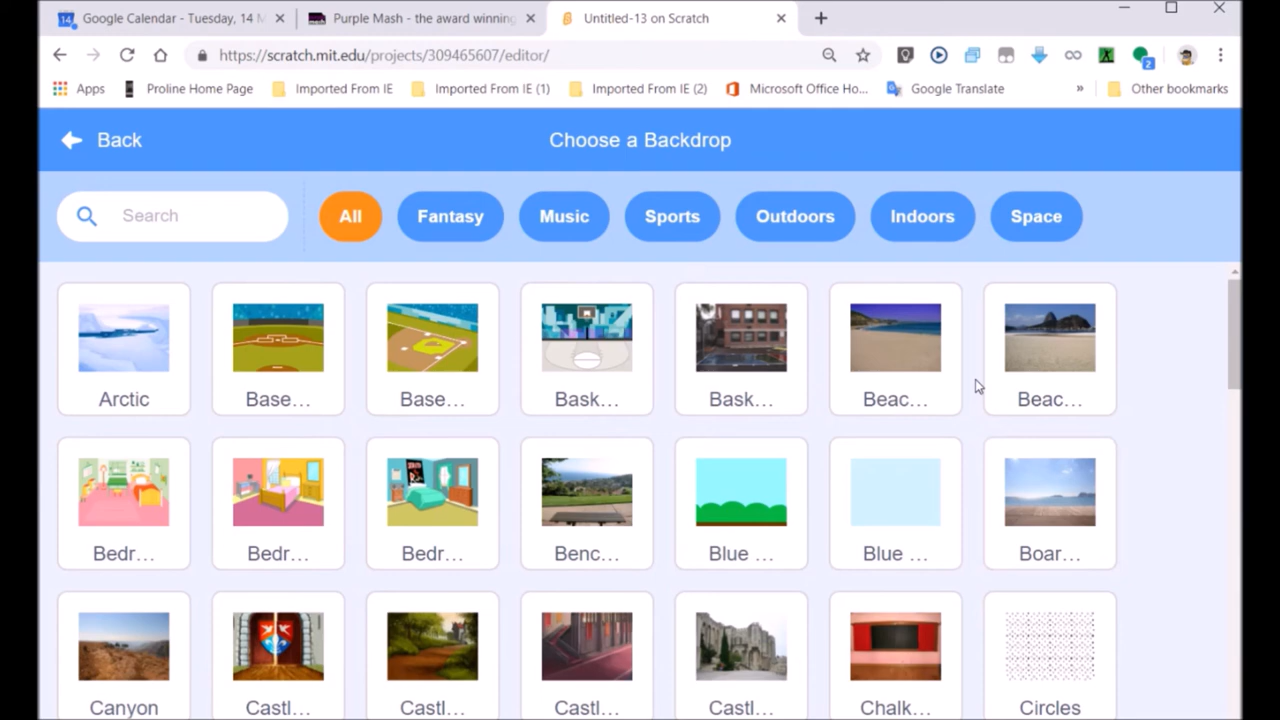 14 Google Calendar - Tuesday, 14 M
Purple Mash - the award winning
Untitled-13 on Scratch
https://scratch.mit.edu/projects/309465607/editor/
2
Apps Proline Home Page Imported From IE Imported From IE (1) Imported From IE (2) Microsoft Office Ho... Google Translate » Other bookmarks
Back
Choose a Backdrop
Search
All Fantasy Music Sports Outdoors Indoors Space
Arctic Base... Base... Bask... Bask... Beac... Beac...
Bedr... Bedr... Bedr... Benc... Blue ... Blue ... Boar...
Canyon Castl... Castl... Castl... Castl... Chalk... Circles